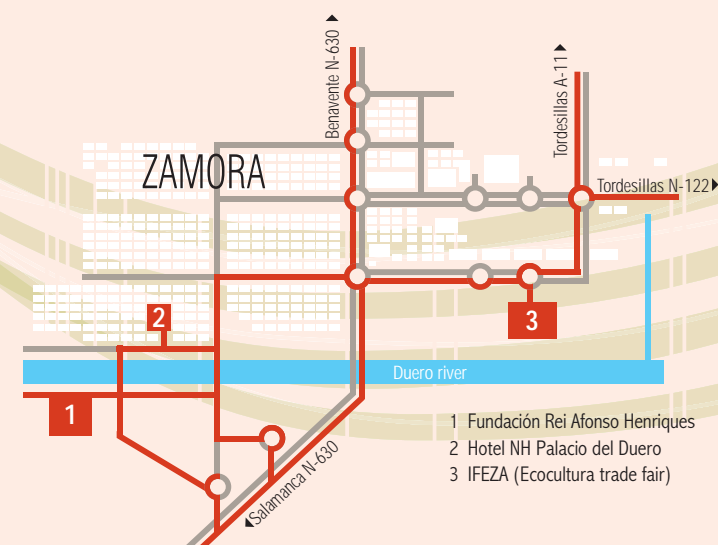 Benavente N-630
Tordesillas A-11
ZAMORA
Tordesillas N-122
2
3
Duero river
1
1 Fundación Rei Afonso Henriques
2 Hotel NH Palacio del Duero
3 IFEZA (Ecocultura trade fair)
Salamanca N-630